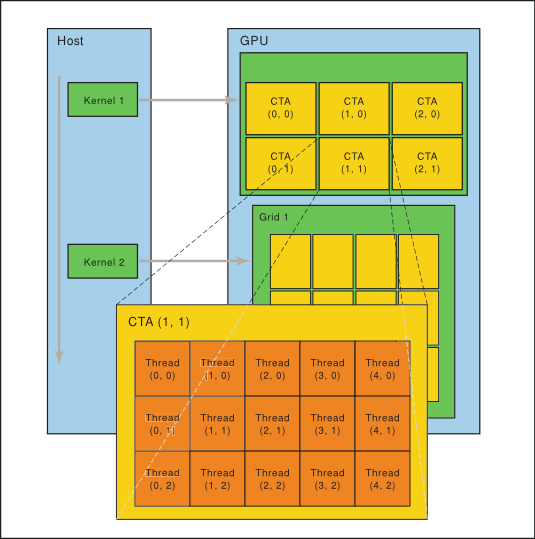 Host
GPU
Kernel 1
CTA
(0, 0)
CTA
(1, 0)
CTA
(2, 0)
CTA
(0, 1)
CTA
(1, 1)
CTA
(2, 1)
Grid 1
Kernel 2
CTA (1, 1)
Thread
(0, 0)
Thread
(1, 0)
Thread
(2, 0)
Thread
(3, 0)
Thread
(4, 0)
Thread
(0, 1)
Thread
(1, 1)
Thread
(2, 1)
Thread
(3, 1)
Thread
(4, 1)
Thread
(0, 2)
Thread
(1, 2)
Thread
(2, 2)
Thread
(3, 2)
Thread
(4, 2)